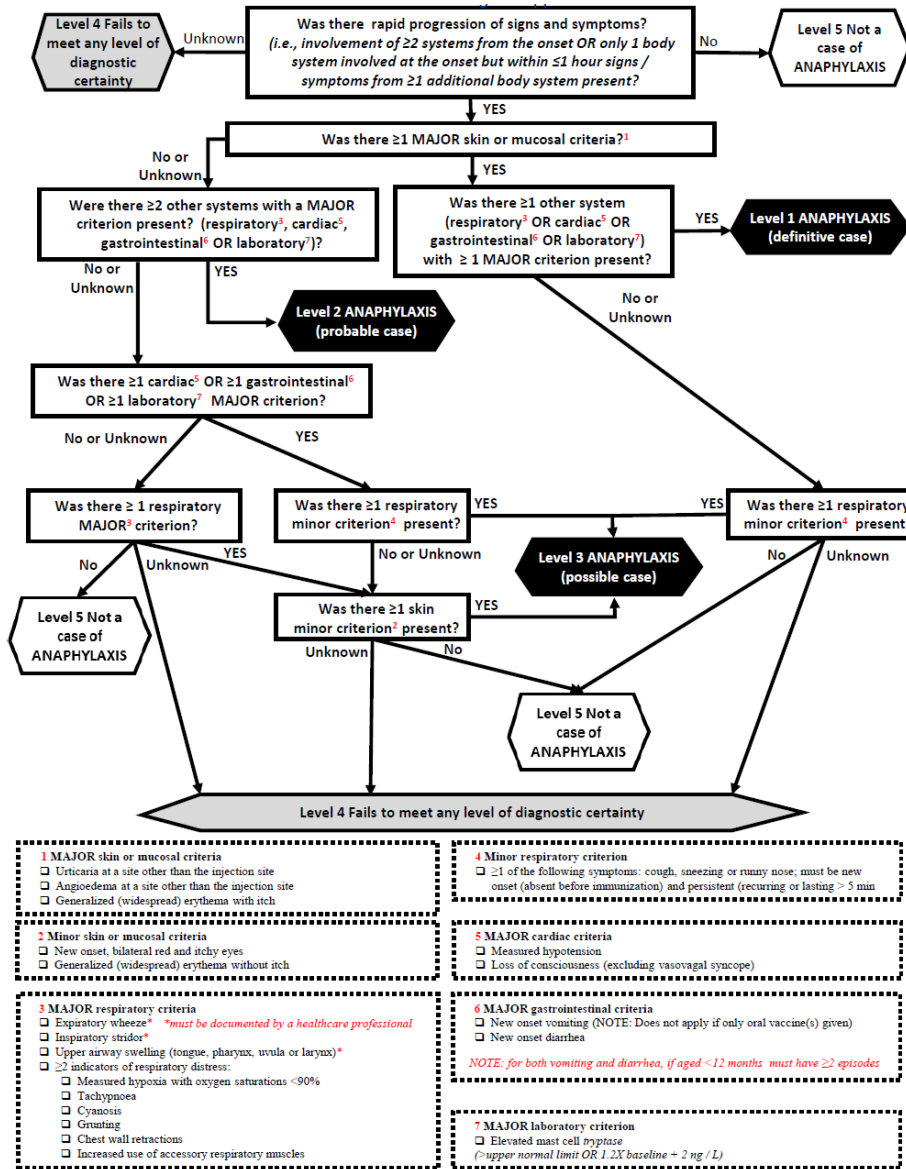 Level 4 Fails to
meet any level of
diagnostic
certainty
Unknown
Was there rapid progression of signs and symptoms?
(i.e., involvement of ≥2 systems from the onset OR only 1 body
system involved at the onset but within ≤1 hour signs /
symptoms from ≥1 additional body system present?
No
Level 5 Not a
case of
ANAPHYLAXIS
YES
Was there ≥1 MAJOR skin or mucosal criteria?1
No or
Unknown
YES
Were there ≥2 other systems with a MAJOR
criterion present? (respiratory3, cardiac5,
gastrointestinal6 OR laboratory7)?
Was there ≥1 other system
(respiratory3 OR cardiac5 OR
gastrointestinal6 OR laboratory7)
with ≥ 1 MAJOR criterion present?
YES
Level 1 ANAPHYLAXIS
(definitive case)
No or
Unknown
YES
Level 2 ANAPHYLAXIS
(probable case)
No or
Unknown
Was there ≥1 cardiac5 OR ≥1 gastrointestinal6
OR ≥1 laboratory7 MAJOR criterion?
No or Unknown
YES
Was there ≥ 1 respiratory
MAJOR3 criterion?
Was there ≥1 respiratory
minor criterion4 present?
YES
YES
Was there ≥1 respiratory
minor criterion4 present
No
Unknown
YES
No or Unknown
Level 3 ANAPHYLAXIS
(possible case)
No
Unknown
Level 5 Not a
case of
ANAPHYLAXIS
Was there ≥1 skin
minor criterion2 present?
YES
Unknown
No
Level 5 Not a
case of
ANAPHYLAXIS
Level 4 Fails to meet any level of diagnostic certainty
1 MAJOR skin or mucosal criteria
Urticaria at a site other than the injection site
Angioedema at a site other than the injection site
Generalized (widespread) erythema with itch
2 Minor skin or mucosal criteria
New onset, bilateral red and itchy eyes
Generalized (widespread) erythema without itch
3 MAJOR respiratory criteria
Expiratory wheeze* *must be documented by a healthcare professional
Inspiratory stridor*
Upper airway swelling (tongue, pharynx, uvula or larynx)*
≥2 indicators of respiratory distress:
Measured hypoxia with oxygen saturations <90%
Tachypnoea
Cyanosis
Grunting
Chest wall retractions
Increased use of accessory respiratory muscles
4 Minor respiratory criterion
≥1 of the following symptoms: cough, sneezing or runny nose; must be new
onset (absent before immunization) and persistent (recurring or lasting > 5 min
5 MAJOR cardiac criteria
Measured hypotension
Loss of consciousness (excluding vasovagal syncope)
6 MAJOR gastrointestinal criteria
New onset vomiting (NOTE: Does not apply if only oral vaccine(s) given)
New onset diarrhea
NOTE: for both vomiting and diarrhea, if aged <12 months must have ≥2 episodes
7 MAJOR laboratory criterion
Elevated mast cell tryptase
(>upper normal limit OR 1.2X baseline + 2 ng / L)